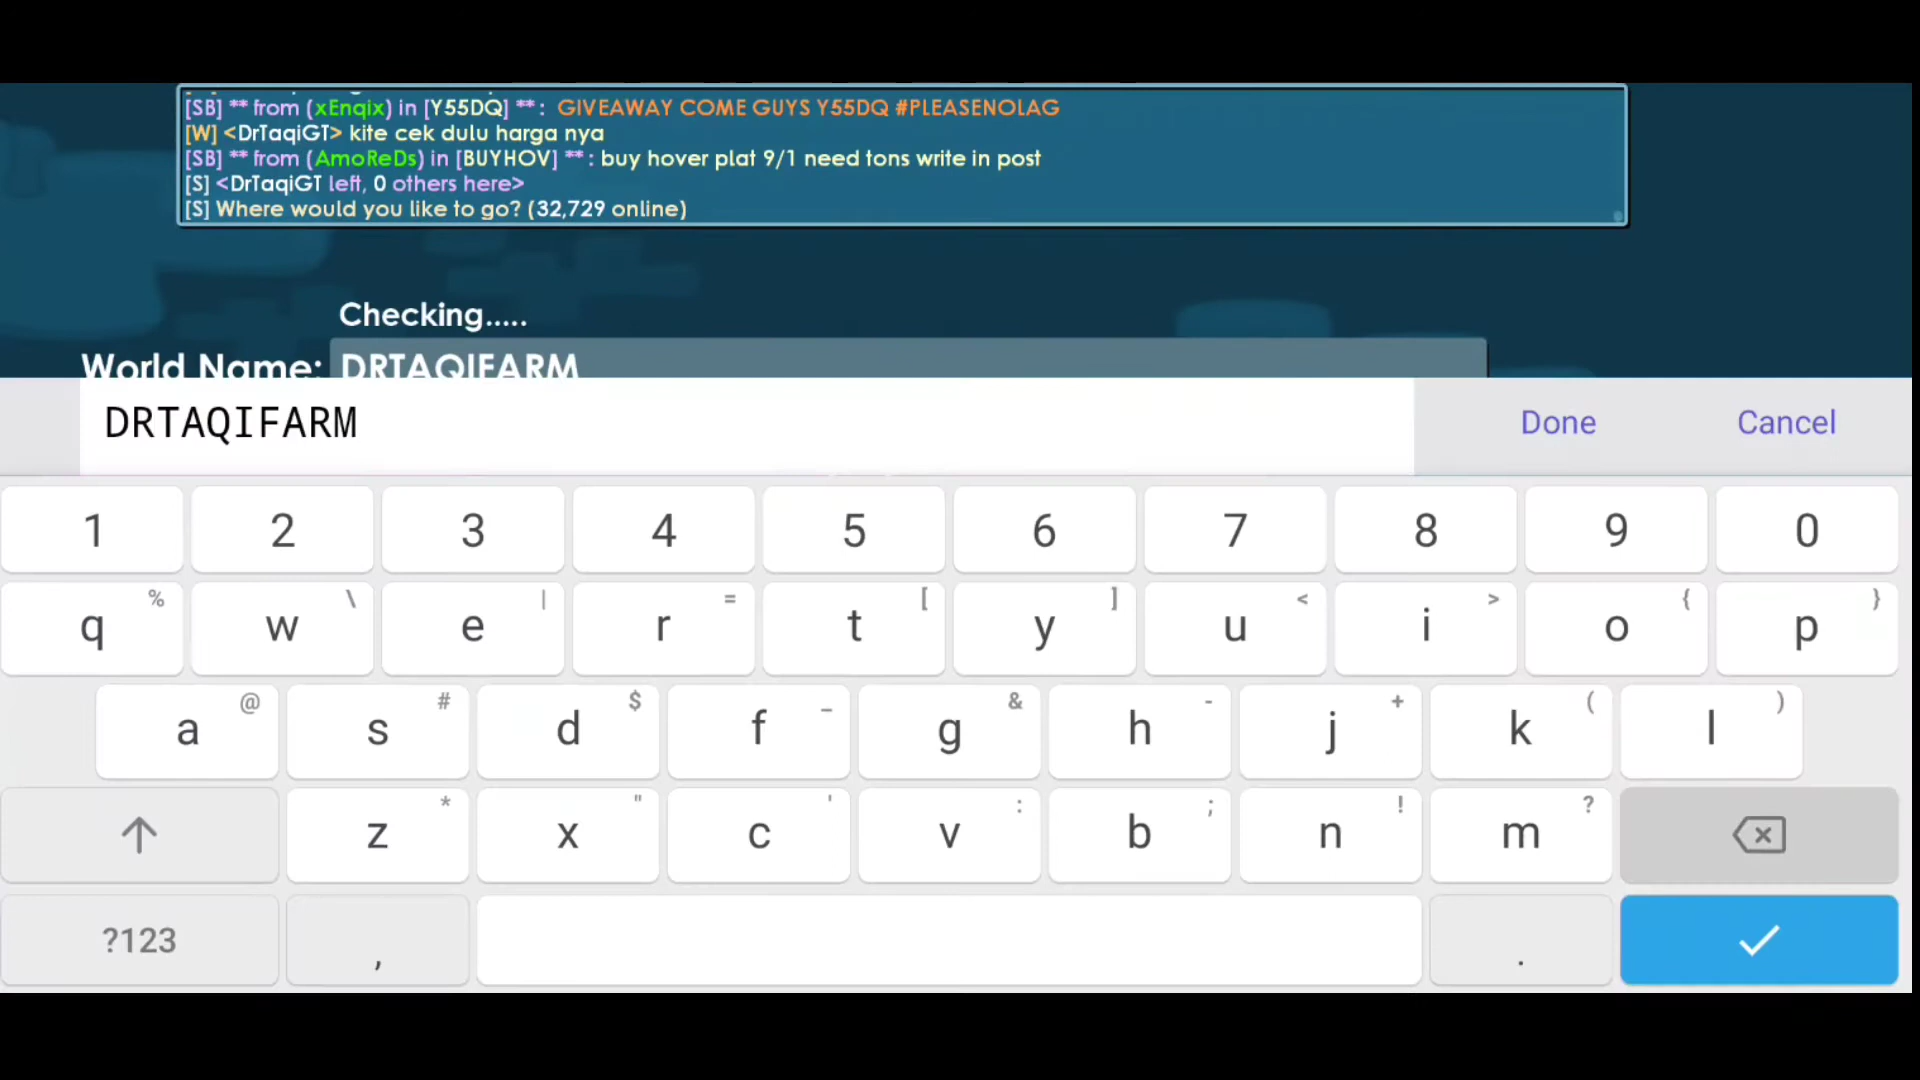 [SB] ** from (xEnqix) in [Y55DQ] ** : GIVEAWAY COME GUYS Y55DQ #PLEASENOLAG
[W] <DrTaqiGT> kite cek dulu harga nya
[SB] ** from (AmoReDs) in [BUYHOV] ** : buy hover plat 9/1 need tons write in post
[S] <DrTaqiGT left, 0 others here>
[S] Where would you like to go? (32,729 online)
Checking.....
World Name: DRTAQIFARM
DRTAQIFARM Done Cancel
1 2 3 4 5 6 7 8 9 0
% \ | = [ ] < > { }
q w e r t y u i o p
@ # $ _ & - + ( )
a s d f g h j k l
* " ' : ; ! ?
z x c v b n m
?123 , .